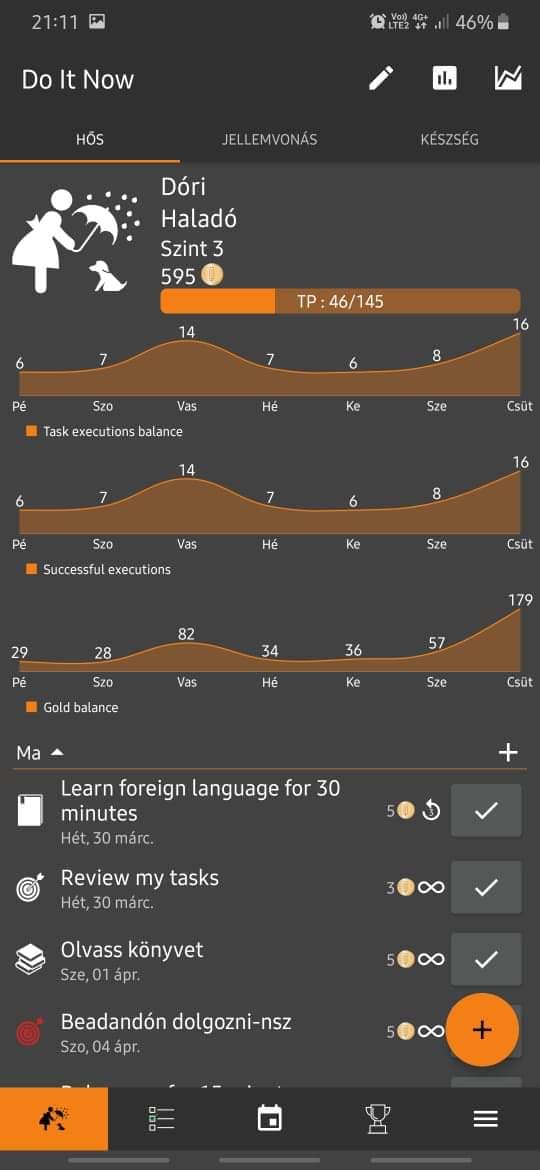 21:11
Vo)) LTE2 4G+ 46%
Do It Now
HŐS JELLEMVONÁS KÉSZSÉG
Dóri
Haladó
Szint 3
595
TP : 46/145
6 7 14 7 6 8 16
Pé Szo Vas Hé Ke Sze Csüt
Task executions balance
6 7 14 7 6 8 16
Pé Szo Vas Hé Ke Sze Csüt
Successful executions
29 28 82 34 36 57 179
Pé Szo Vas Hé Ke Sze Csüt
Gold balance
Ma
Learn foreign language for 30
minutes
5 3
Hét, 30 márc.
Review my tasks
3
Hét, 30 márc.
Olvass könyvet
5
Sze, 01 ápr.
Beadandón dolgozni-nsz
5
Szo, 04 ápr.